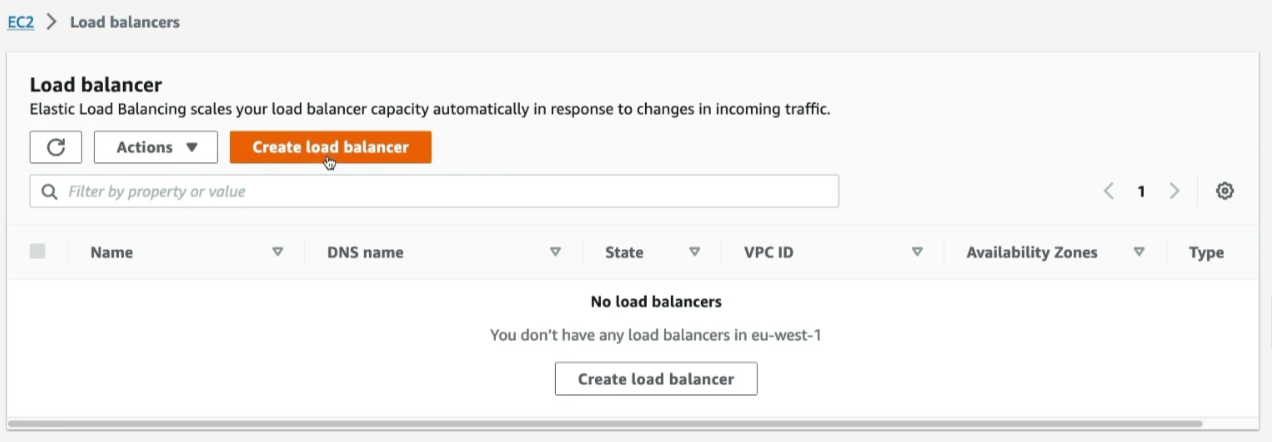 EC2 > Load balancers
Load balancer
Elastic Load Balancing scales your load balancer capacity automatically in response to changes in incoming traffic.
Actions Create load balancer
Filter by property or value 1
Name DNS name State VPC ID Availability Zones Type
No load balancers
You don't have any load balancers in eu-west-1
Create load balancer